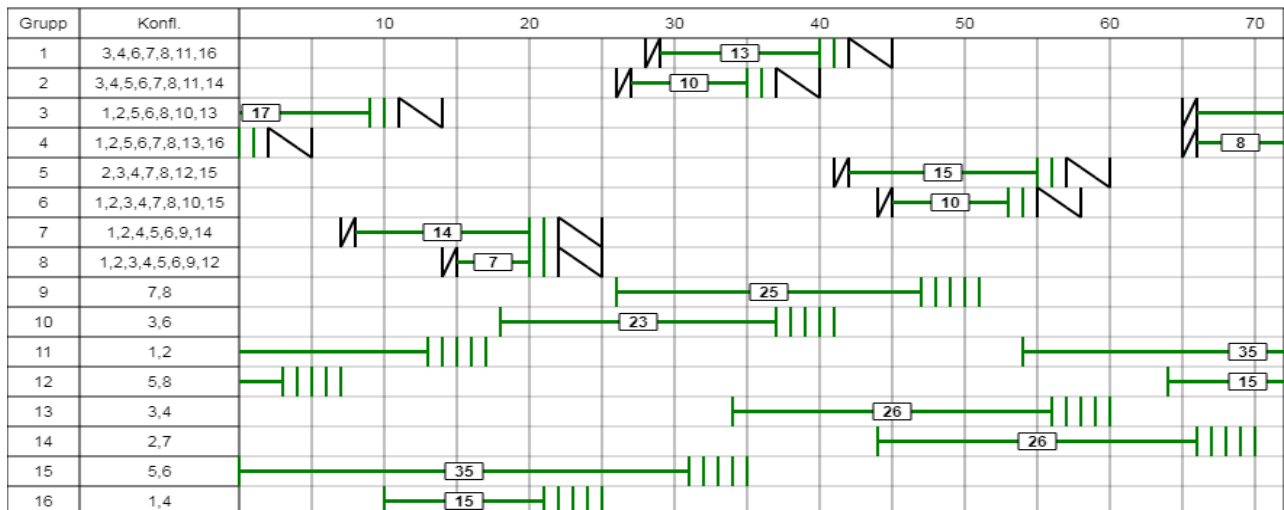 Grupp Konfl. 10 20 30 40 50 60 70
1 3,4,6,7,8,11,16 13
2 3,4,5,6,7,8,11,14 10
3 1,2,5,6,8,10,13 17
4 1,2,5,6,7,8,13,16 8
5 2,3,4,7,8,12,15 15
6 1,2,3,4,7,8,10,15 10
7 1,2,4,5,6,9,14 14
8 1,2,3,4,5,6,9,12 7
9 7,8 25
10 3,6 23
11 1,2 35
12 5,8 15
13 3,4 26
14 2,7 26
15 5,6 35
16 1,4 15